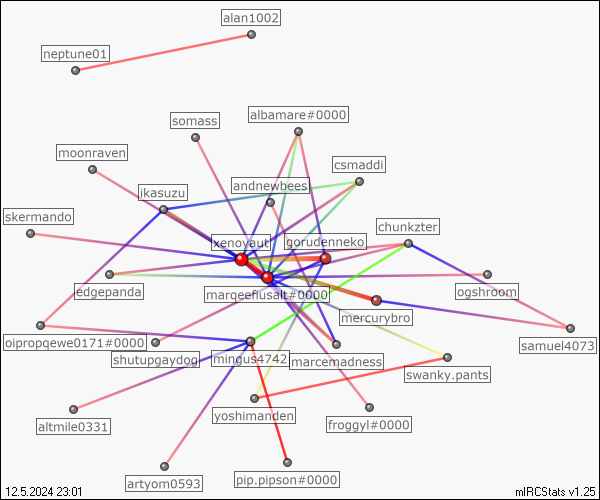 alan1002
neptune01
albamare#0000
somass
moonraven
csmaddi
andnewbees
ikasuzu
skermando
chunkzter
xenoyaut
gorudenneko
edgepanda
marqeefiusalt#0000
ogshroom
mercurybro
oipropqewe0171#0000
samuel4073
shutupgaydog
mingus4742
marcemadness
swanky.pants
yoshimanden
froggyl#0000
altmile0331
artyom0593
pip.pipson#0000
12.5.2024 23:01
mIRCStats v1.25